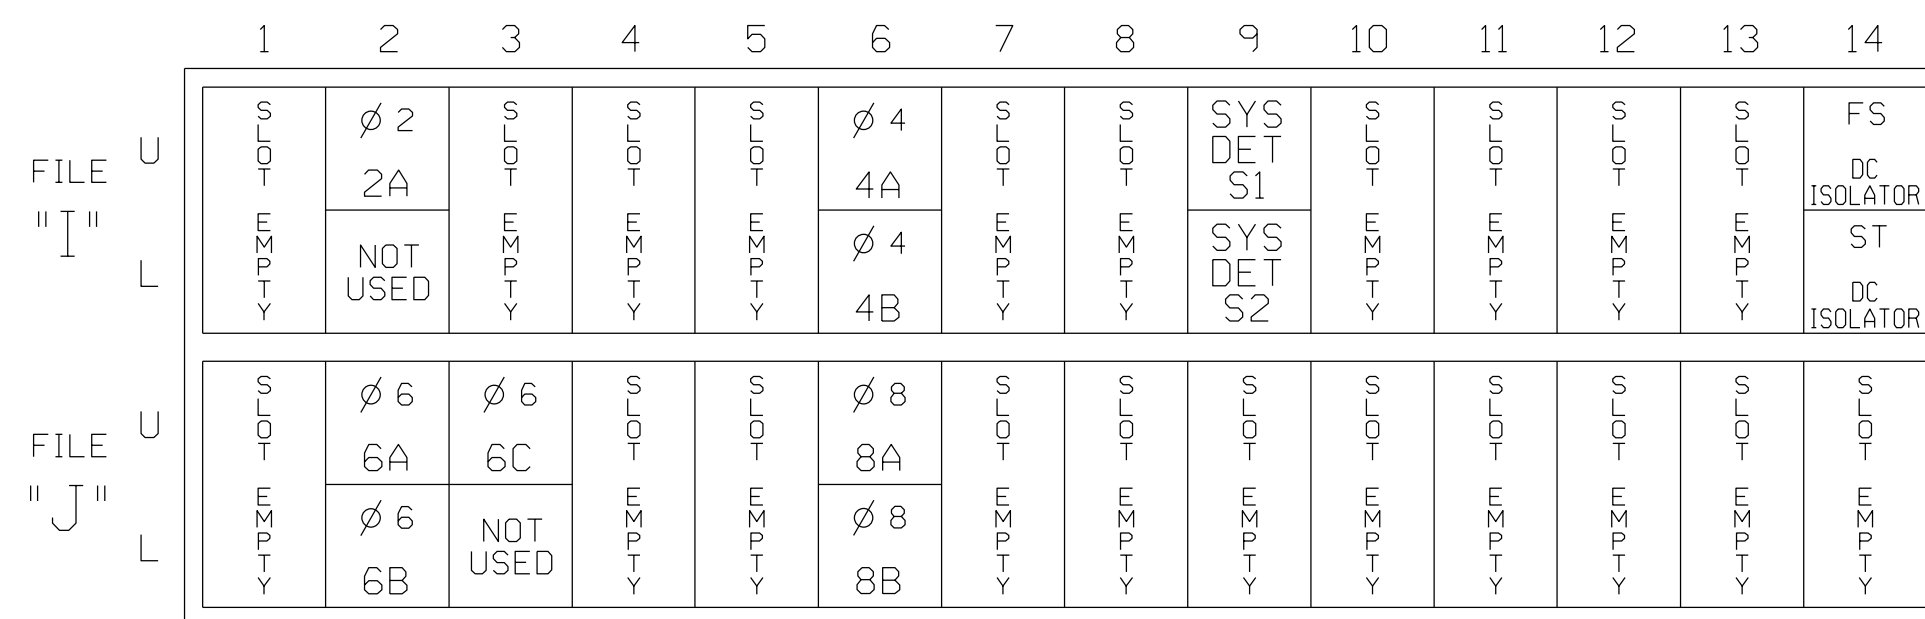 1 2 3 4 5 6 7 8 9 10 11 12 13 14
FILE "I"
U
L
SLOT EMPTY
Ø 2
2A
NOT
USED
SLOT EMPTY
SLOT EMPTY
SLOT EMPTY
Ø 4
4A
Ø 4
4B
SLOT EMPTY
SLOT EMPTY
SYS
DET
S1
SYS
DET
S2
SLOT EMPTY
SLOT EMPTY
SLOT EMPTY
SLOT EMPTY
FS
DC
ISOLATOR
ST
DC
ISOLATOR
FILE "J"
U
L
SLOT EMPTY
Ø 6
6A
Ø 6
6B
Ø 6
6C
NOT
USED
SLOT EMPTY
SLOT EMPTY
Ø 8
8A
Ø 8
8B
SLOT EMPTY
SLOT EMPTY
SLOT EMPTY
SLOT EMPTY
SLOT EMPTY
SLOT EMPTY
SLOT EMPTY
SLOT EMPTY